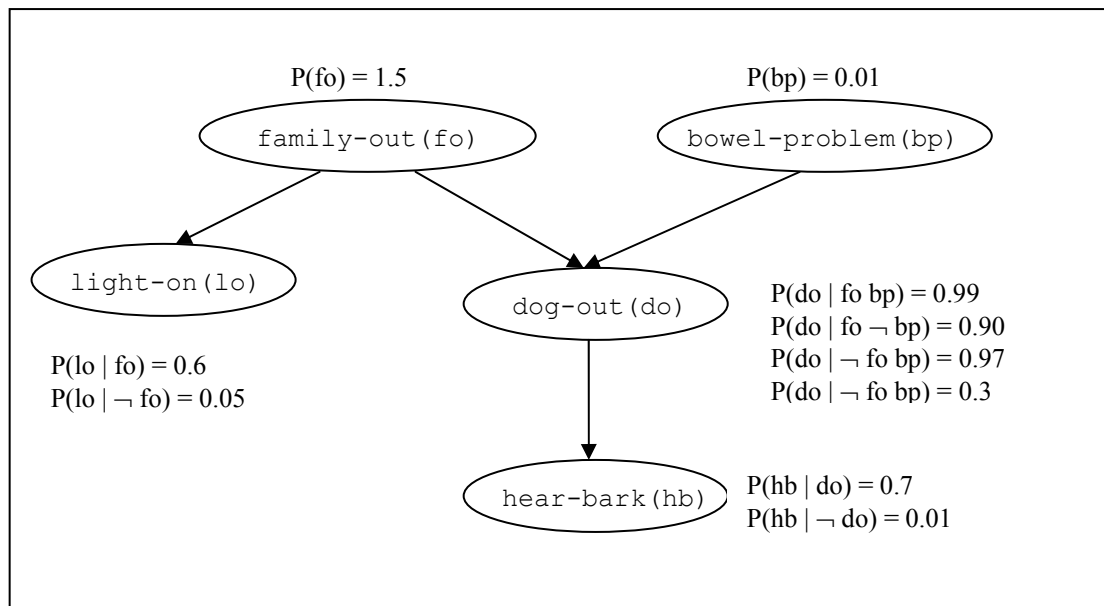 P(fo) = 1.5
P(bp) = 0.01
family-out(fo)
bowel-problem(bp)
light-on(lo)
dog-out(do)
P(do | fo bp) = 0.99
P(do | fo ¬ bp) = 0.90
P(do | ¬ fo bp) = 0.97
P(do | ¬ fo bp) = 0.3
P(lo | fo) = 0.6
P(lo | ¬ fo) = 0.05
hear-bark(hb)
P(hb | do) = 0.7
P(hb | ¬ do) = 0.01